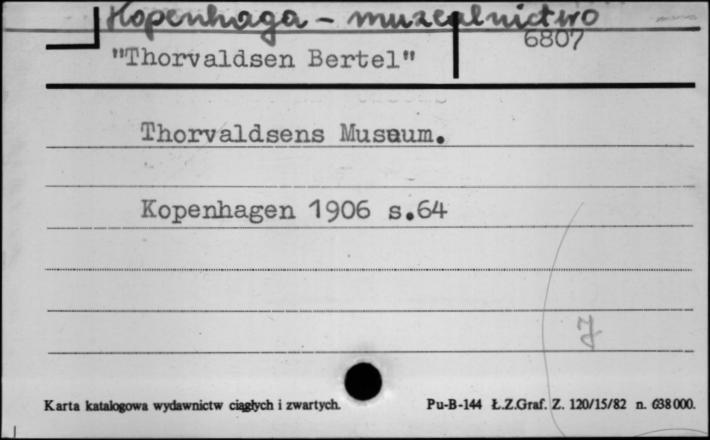 Kopenhaga - muzealnictwo
6807
"Thorvaldsen Bertel"
Thorvaldsens Museum.
Kopenhagen 1906 s.64
J
Karta katalogowa wydawnictw ciągłych i zwartych. Pu-B-144 Ł.Z.Graf. Z. 120/15/82 n. 638000.